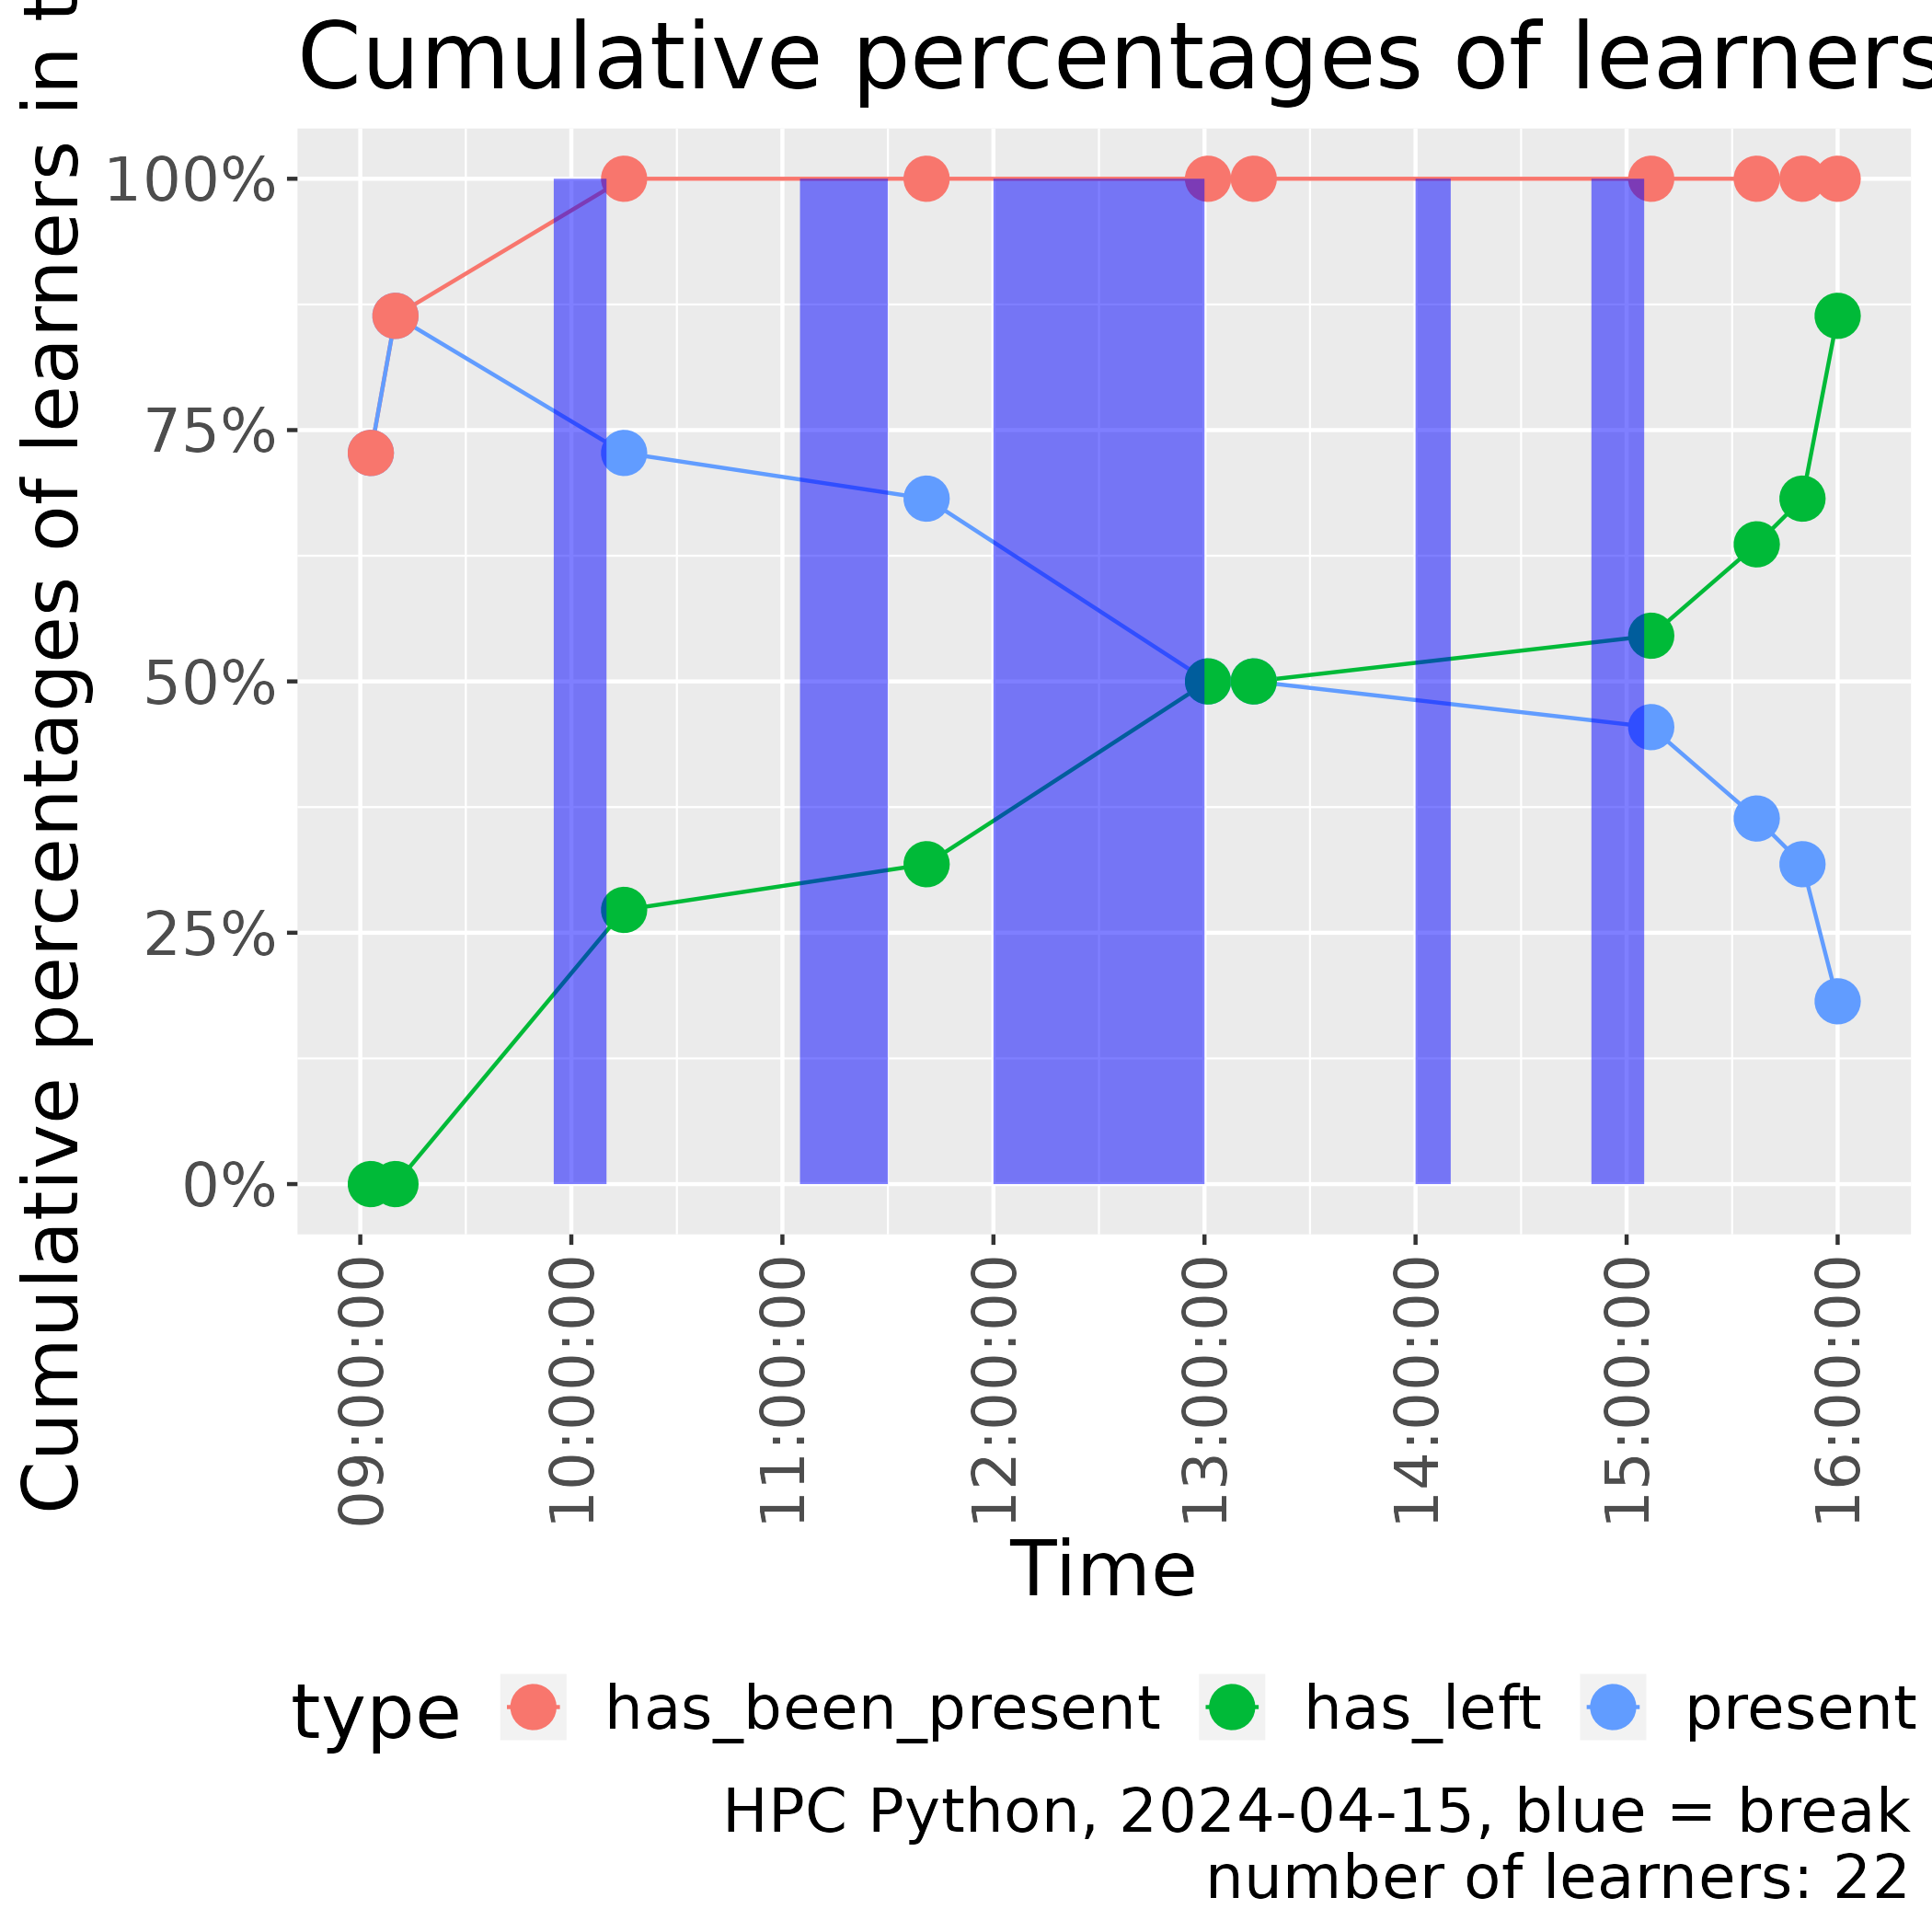 Cumulative percentages of learners
Cumulative percentages of learners in
100%
75%
50%
25%
0%
09:00:00
10:00:00
11:00:00
12:00:00
13:00:00
14:00:00
15:00:00
16:00:00
Time
type has_been_present has_left present
HPC Python, 2024-04-15, blue = break
number of learners: 22